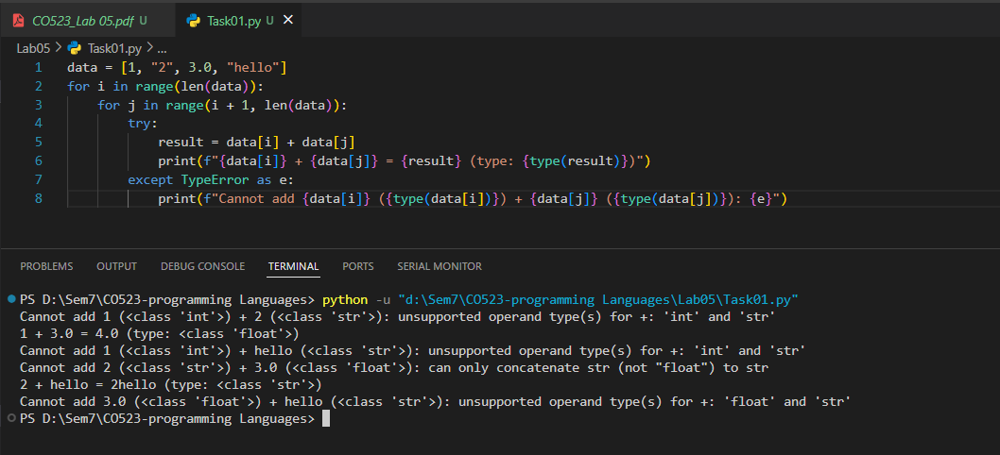 CO523_Lab 05.pdf U Task01.py U ×
Lab05 > Task01.py > ...
1 data = [1, "2", 3.0, "hello"]
2 for i in range(len(data)):
3     for j in range(i + 1, len(data)):
4         try:
5             result = data[i] + data[j]
6             print(f"{data[i]} + {data[j]} = {result} (type: {type(result)})")
7         except TypeError as e:
8             print(f"Cannot add {data[i]} ({type(data[i])}) + {data[j]} ({type(data[j])}): {e}")
PROBLEMS OUTPUT DEBUG CONSOLE TERMINAL PORTS SERIAL MONITOR
PS D:\Sem7\CO523-programming Languages> python -u "d:\Sem7\CO523-programming Languages\Lab05\Task01.py"
Cannot add 1 (<class 'int'>) + 2 (<class 'str'>): unsupported operand type(s) for +: 'int' and 'str'
1 + 3.0 = 4.0 (type: <class 'float'>)
Cannot add 1 (<class 'int'>) + hello (<class 'str'>): unsupported operand type(s) for +: 'int' and 'str'
Cannot add 2 (<class 'str'>) + 3.0 (<class 'float'>): can only concatenate str (not "float") to str
2 + hello = 2hello (type: <class 'str'>)
Cannot add 3.0 (<class 'float'>) + hello (<class 'str'>): unsupported operand type(s) for +: 'float' and 'str'
PS D:\Sem7\CO523-programming Languages>